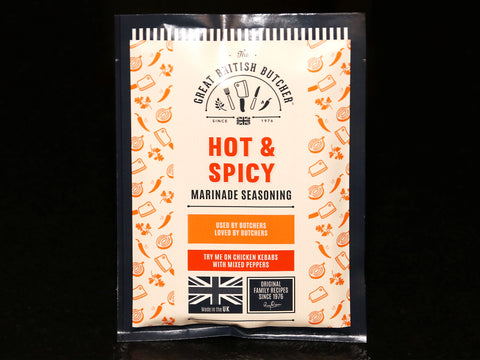 The
GREAT BRITISH BUTCHER
SINCE 1976
HOT &
SPICY
MARINADE SEASONING
USED BY BUTCHERS
LOVED BY BUTCHERS
TRY ME ON CHICKEN KEBABS
WITH MIXED PEPPERS
Made in the UK
ORIGINAL
FAMILY RECIPES
SINCE 1976